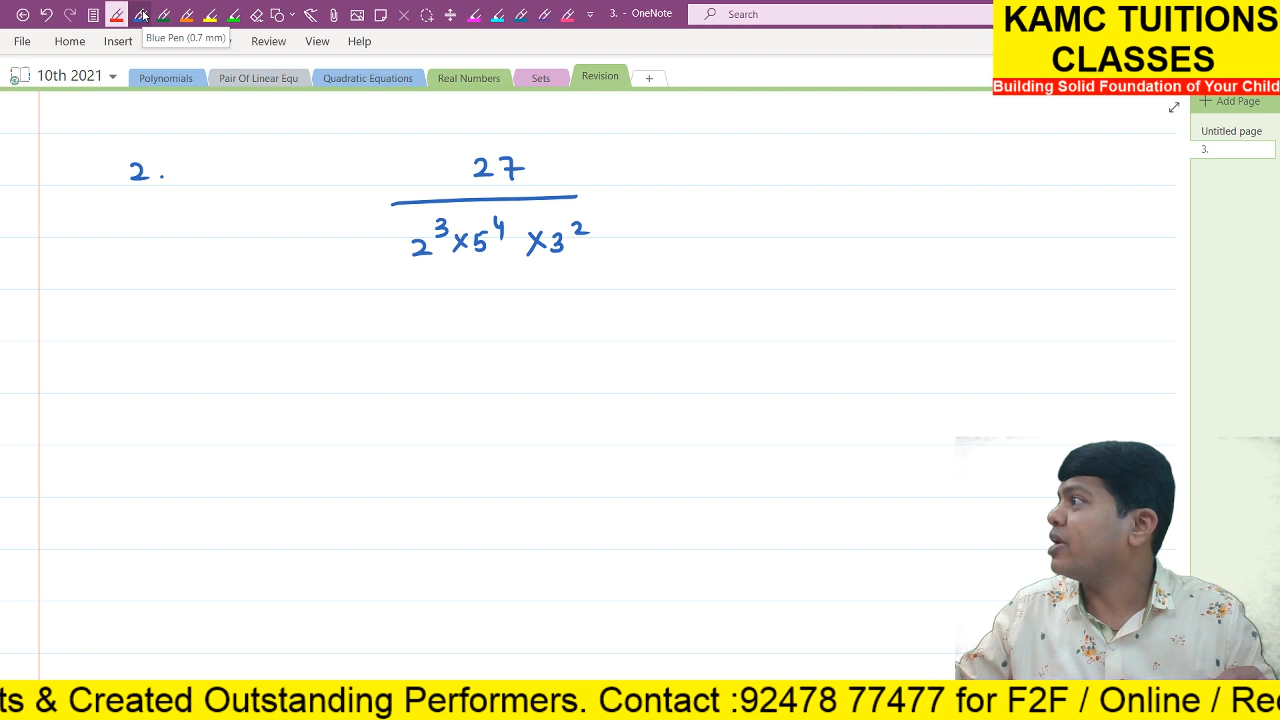 3. - OneNote
Search
KAMC TUITIONS
CLASSES
Building Solid Foundation of Your Child
Blue Pen (0.7 mm)
File Home Insert Review View Help
10th 2021 Polynomials Pair Of Linear Equ Quadratic Equations Real Numbers Sets Revision +
+ Add Page
Untitled page
3.
2. 27
2³×5⁴ ×3²
ts & Created Outstanding Performers. Contact :92478 77477 for F2F / Online / Re